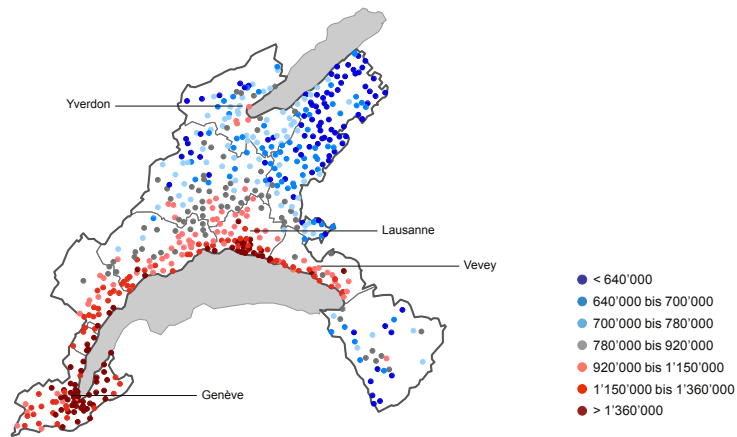 Yverdon
Lausanne
Vevey
Genève
< 640’000
640’000 bis 700’000
700’000 bis 780’000
780’000 bis 920’000
920’000 bis 1’150’000
1’150’000 bis 1’360’000
> 1’360’000